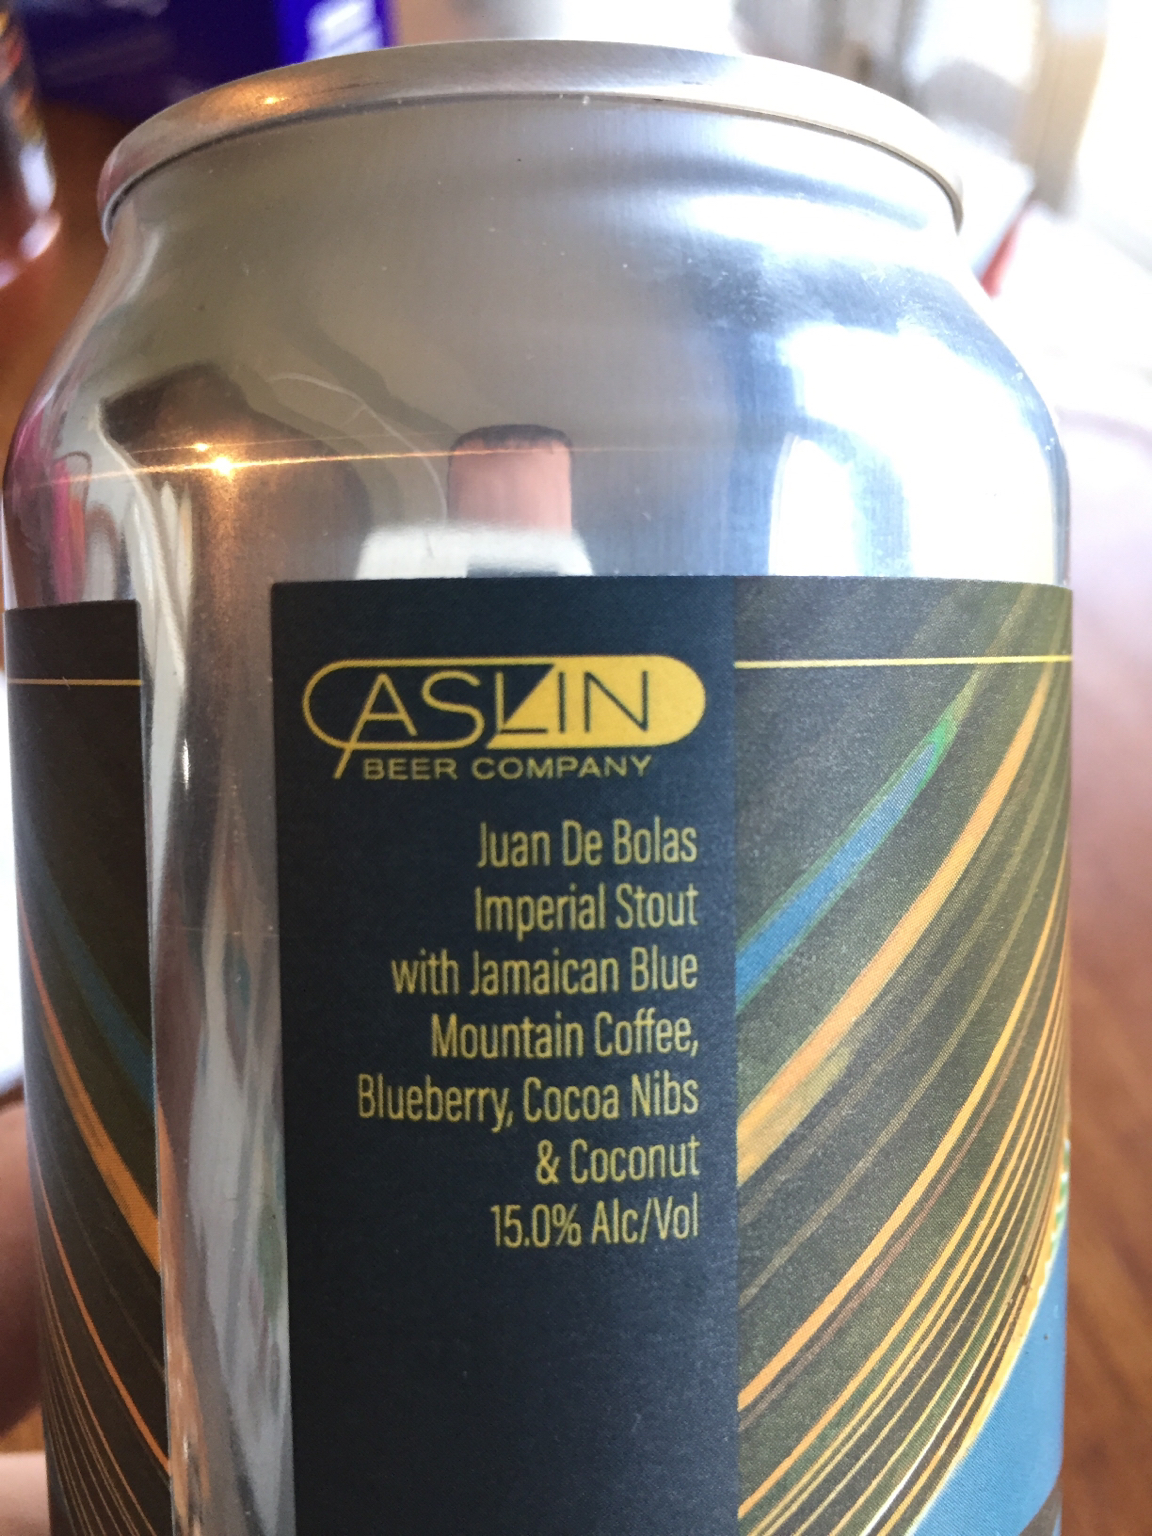 ASLIN
BEER COMPANY
Juan De Bolas
Imperial Stout
with Jamaican Blue
Mountain Coffee,
Blueberry, Cocoa Nibs
& Coconut
15.0% Alc/Vol